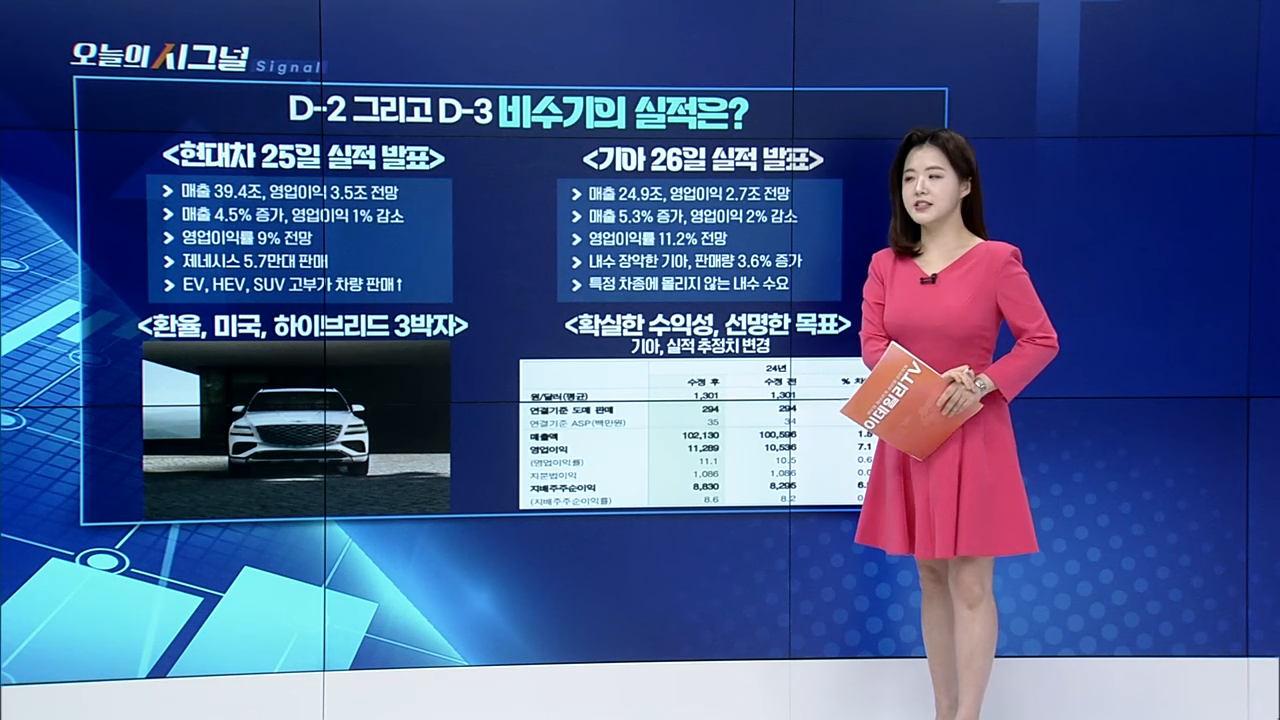 오늘의 시그널 Signal
D-2 그리고 D-3 비수기의 실적은?
<현대차 25일 실적 발표>
매출 39.4조, 영업이익 3.5조 전망
매출 4.5% 증가, 영업이익 1% 감소
영업이익률 9% 전망
제네시스 5.7만대 판매
EV, HEV, SUV 고부가 차량 판매↑
<환율, 미국, 하이브리드 3박자>
<기아 26일 실적 발표>
매출 24.9조, 영업이익 2.7조 전망
매출 5.3% 증가, 영업이익 2% 감소
영업이익률 11.2% 전망
내수 장악한 기아, 판매량 3.6% 증가
특정 차종에 몰리지 않는 내수 수요
<확실한 수익성, 선명한 목표>
기아, 실적 추정치 변경
24년
수정 후 수정 전 %
원/달러(평균) 1,301 1,301
연결기준 도매 판매 294 294
연결기준 ASP(백만원) 35 34
매출액 102,130 100,596
영업이익 11,289 10,536 7.1
(영업이익률) 11.1 10.5 0.6
지분법이익 1,086 1,086
지배주주순이익 8,830 8,295
(지배주주순이익률) 8.6 8.2
이데일리TV